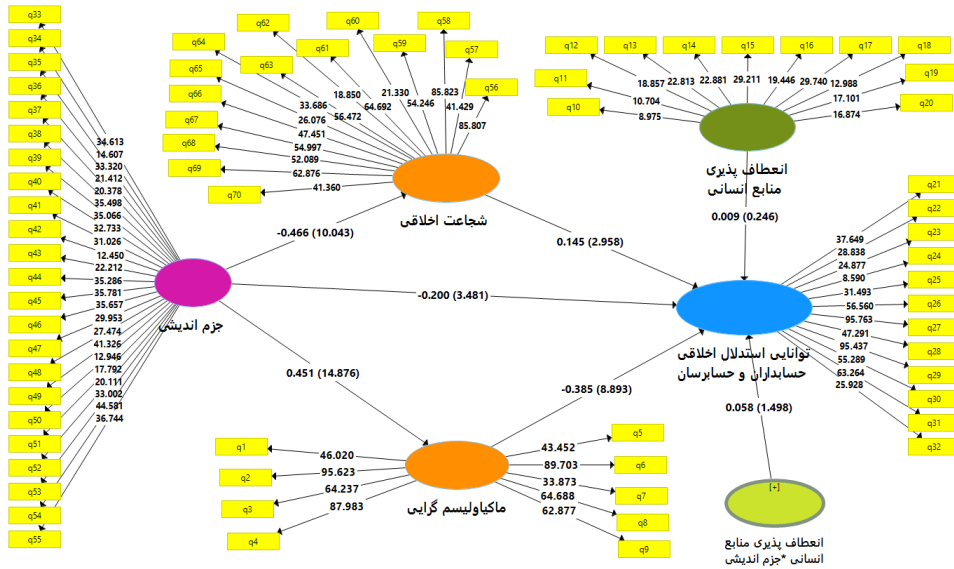 q33
q34
q35
q36
q37
q38
q39
q40
q41
q42
q43
q44
q45
q46
q47
q48
q49
q50
q51
q52
q53
q54
q55
34.613
14.607
33.320
21.412
20.378
35.498
35.066
32.733
31.026
12.450
22.212
35.286
35.781
35.657
29.953
27.474
41.326
12.946
17.792
20.111
33.002
44.581
36.744
جزم اندیشی
q64
q62
q60
q58
q61
q59
q57
q65
q63
q56
q66
q67
q68
q69
q70
33.686
18.850
21.330
85.823
26.076
56.472
64.692
54.246
41.429
47.451
85.807
54.997
52.089
62.876
41.360
شجاعت اخلاقی
q12
q13
q14
q15
q16
q17
q18
q11
q19
q10
q20
18.857
22.813
22.881
29.211
19.446
29.740
12.988
10.704
17.101
8.975
16.874
انعطاف پذیری
منابع انسانی
0.009 (0.246)
-0.466 (10.043)
0.145 (2.958)
-0.200 (3.481)
0.451 (14.876)
-0.385 (8.893)
0.058 (1.498)
q21
q22
q23
q24
q25
q26
q27
q28
q29
q30
q31
q32
37.649
28.838
24.877
8.590
31.493
56.560
95.763
47.291
95.437
55.289
63.264
25.928
توانایی استدلال اخلاقی
حسابداران و حسابرسان
q1
q2
q3
q4
46.020
95.623
64.237
87.983
q5
q6
q7
q8
q9
43.452
89.703
33.873
64.688
62.877
ماکیاولیسم گرایی
[+]
انعطاف پذیری منابع
انسانی *جزم اندیشی